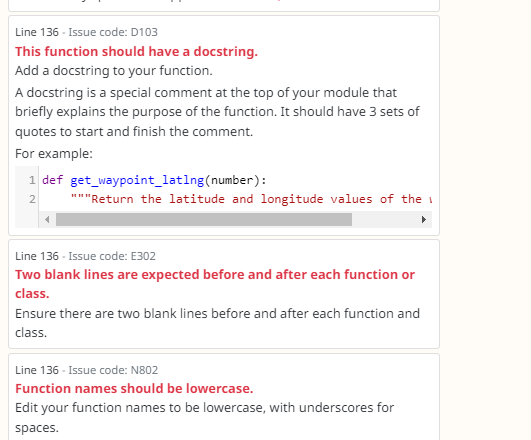 Line 136 - Issue code: D103
This function should have a docstring.
Add a docstring to your function.
A docstring is a special comment at the top of your module that
briefly explains the purpose of the function. It should have 3 sets of
quotes to start and finish the comment.
For example:
1 def get_waypoint_latlng(number):
2 """Return the latitude and longitude values of the
Line 136 - Issue code: E302
Two blank lines are expected before and after each function or
class.
Ensure there are two blank lines before and after each function and
class.
Line 136 - Issue code: N802
Function names should be lowercase.
Edit your function names to be lowercase, with underscores for
spaces.